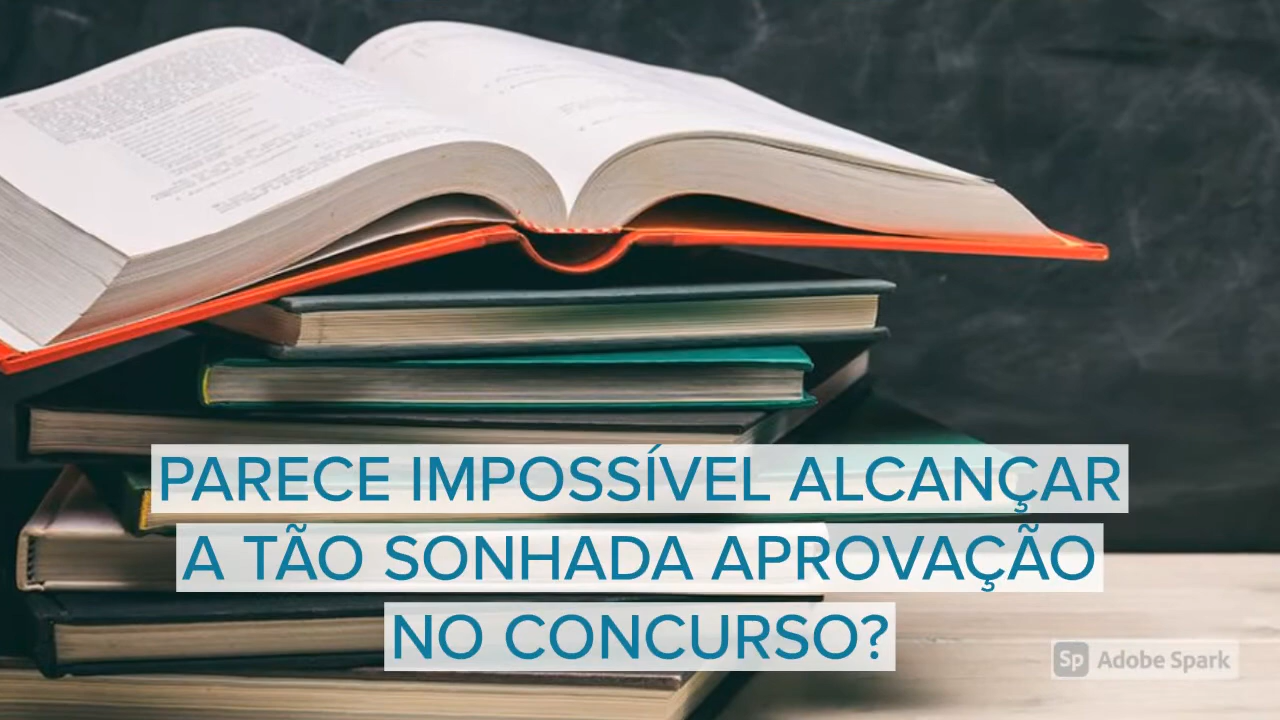 PARECE IMPOSSÍVEL ALCANÇAR
A TÃO SONHADA APROVAÇÃO
NO CONCURSO?
Sp Adobe Spark